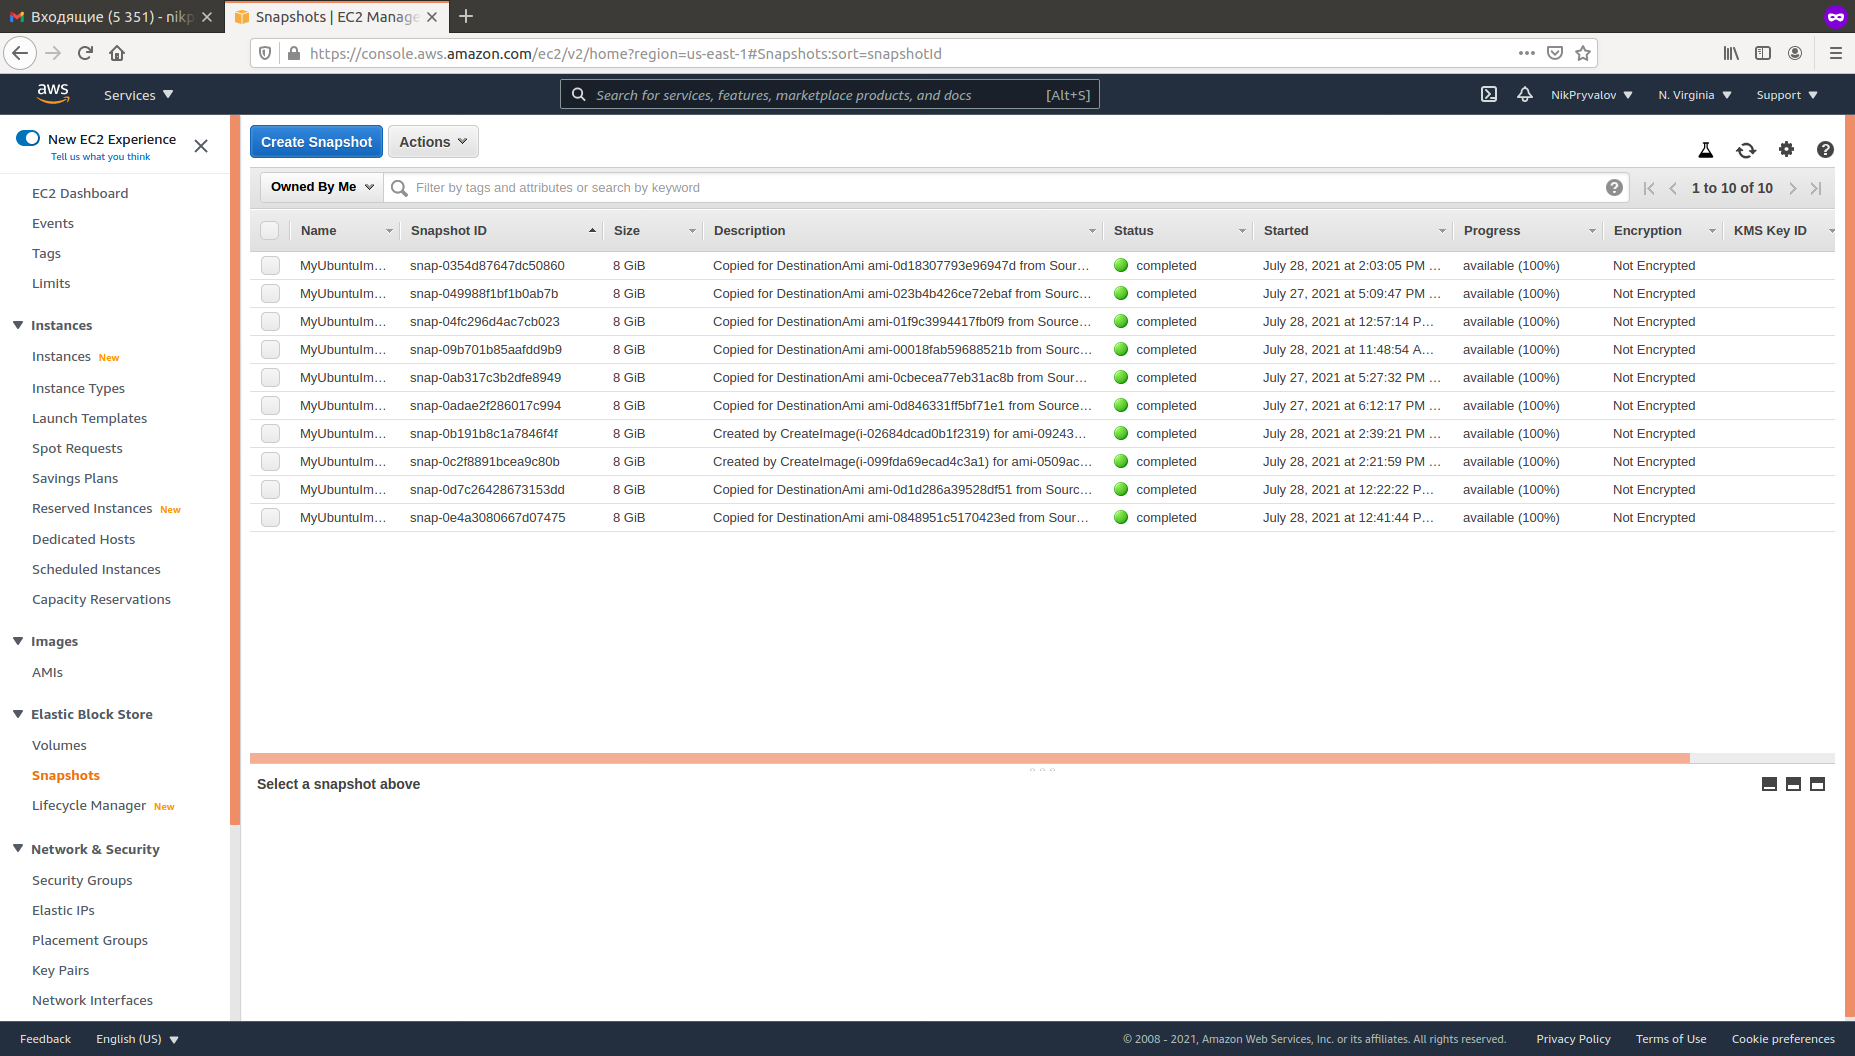 Входящие (5 351) - nikp
Snapshots | EC2 Manage
https://console.aws.amazon.com/ec2/v2/home?region=us-east-1#Snapshots:sort=snapshotId
aws
Services
Search for services, features, marketplace products, and docs [Alt+S]
NikPryvalov
N. Virginia
Support
New EC2 Experience
Tell us what you think
EC2 Dashboard
Events
Tags
Limits
Instances
Instances New
Instance Types
Launch Templates
Spot Requests
Savings Plans
Reserved Instances New
Dedicated Hosts
Scheduled Instances
Capacity Reservations
Images
AMIs
Elastic Block Store
Volumes
Snapshots
Lifecycle Manager New
Network & Security
Security Groups
Elastic IPs
Placement Groups
Key Pairs
Network Interfaces
Create Snapshot
Actions
Owned By Me
Filter by tags and attributes or search by keyword
1 to 10 of 10
Name Snapshot ID Size Description Status Started Progress Encryption KMS Key ID
MyUbuntuIm... snap-0354d87647dc50860 8 GiB Copied for DestinationAmi ami-0d18307793e96947d from Sour... completed July 28, 2021 at 2:03:05 PM ... available (100%) Not Encrypted
MyUbuntuIm... snap-049988f1bf1b0ab7b 8 GiB Copied for DestinationAmi ami-023b4b426ce72ebaf from Sourc... completed July 27, 2021 at 5:09:47 PM ... available (100%) Not Encrypted
MyUbuntuIm... snap-04fc296d4ac7cb023 8 GiB Copied for DestinationAmi ami-01f9c3994417fb0f9 from Source... completed July 28, 2021 at 12:57:14 P... available (100%) Not Encrypted
MyUbuntuIm... snap-09b701b85aafdd9b9 8 GiB Copied for DestinationAmi ami-00018fab59688521b from Sourc... completed July 28, 2021 at 11:48:54 A... available (100%) Not Encrypted
MyUbuntuIm... snap-0ab317c3b2dfe8949 8 GiB Copied for DestinationAmi ami-0cbecea77eb31ac8b from Sour... completed July 27, 2021 at 5:27:32 PM ... available (100%) Not Encrypted
MyUbuntuIm... snap-0adae2f286017c994 8 GiB Copied for DestinationAmi ami-0d846331ff5bf71e1 from Source... completed July 27, 2021 at 6:12:17 PM ... available (100%) Not Encrypted
MyUbuntuIm... snap-0b191b8c1a7846f4f 8 GiB Created by CreateImage(i-02684dcad0b1f2319) for ami-09243... completed July 28, 2021 at 2:39:21 PM ... available (100%) Not Encrypted
MyUbuntuIm... snap-0c2f8891bcea9c80b 8 GiB Created by CreateImage(i-099fda69ecad4c3a1) for ami-0509ac... completed July 28, 2021 at 2:21:59 PM ... available (100%) Not Encrypted
MyUbuntuIm... snap-0d7c26428673153dd 8 GiB Copied for DestinationAmi ami-0d1d286a39528df51 from Sourc... completed July 28, 2021 at 12:22:22 P... available (100%) Not Encrypted
MyUbuntuIm... snap-0e4a3080667d07475 8 GiB Copied for DestinationAmi ami-0848951c5170423ed from Sour... completed July 28, 2021 at 12:41:44 P... available (100%) Not Encrypted
Select a snapshot above
Feedback
English (US)
© 2008 - 2021, Amazon Web Services, Inc. or its affiliates. All rights reserved.
Privacy Policy
Terms of Use
Cookie preferences